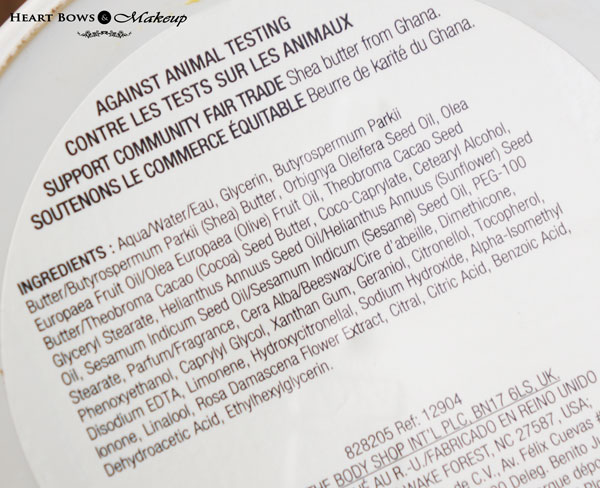 HEART BOWS & MAKEUP
AGAINST ANIMAL TESTING
CONTRE LES TESTS SUR LES ANIMAUX
SUPPORT COMMUNITY FAIR TRADE Shea butter from Ghana.
SOUTENONS LE COMMERCE ÉQUITABLE Beurre de karité du Ghana.
INGREDIENTS : Aqua/Water/Eau, Glycerin, Butyrospermum Parkii
Butter/Butyrospermum Parkii (Shea) Butter, Orbignya Oleifera Seed Oil, Olea
Europaea Fruit Oil/Olea Europaea (Olive) Fruit Oil, Theobroma Cacao Seed
Butter/Theobroma Cacao (Cocoa) Seed Butter, Coco-Caprylate, Cetearyl Alcohol,
Glyceryl Stearate, Helianthus Annuus Seed Oil/Helianthus Annuus (Sunflower) Seed
Oil, Sesamum Indicum Seed Oil/Sesamum Indicum (Sesame) Seed Oil, PEG-100
Stearate, Parfum/Fragrance, Cera Alba/Beeswax/Cire d'abeille, Dimethicone,
Phenoxyethanol, Caprylyl Glycol, Xanthan Gum, Geraniol, Citronellol, Tocopherol,
Disodium EDTA, Limonene, Hydroxycitronellal, Sodium Hydroxide, Alpha-Isomethyl
Ionone, Linalool, Rosa Damascena Flower Extract, Citral, Citric Acid, Benzoic Acid,
Dehydroacetic Acid, Ethylhexylglycerin.
828205 Ref: 12904
THE BODY SHOP INT'L PLC, BN17 6LS, UK
AU R.-U./FABRICADO EN REINO UNIDO
WAKE FOREST, NC 27587, USA;
de C.V., Av. Félix Cuevas
Deleg. Benito